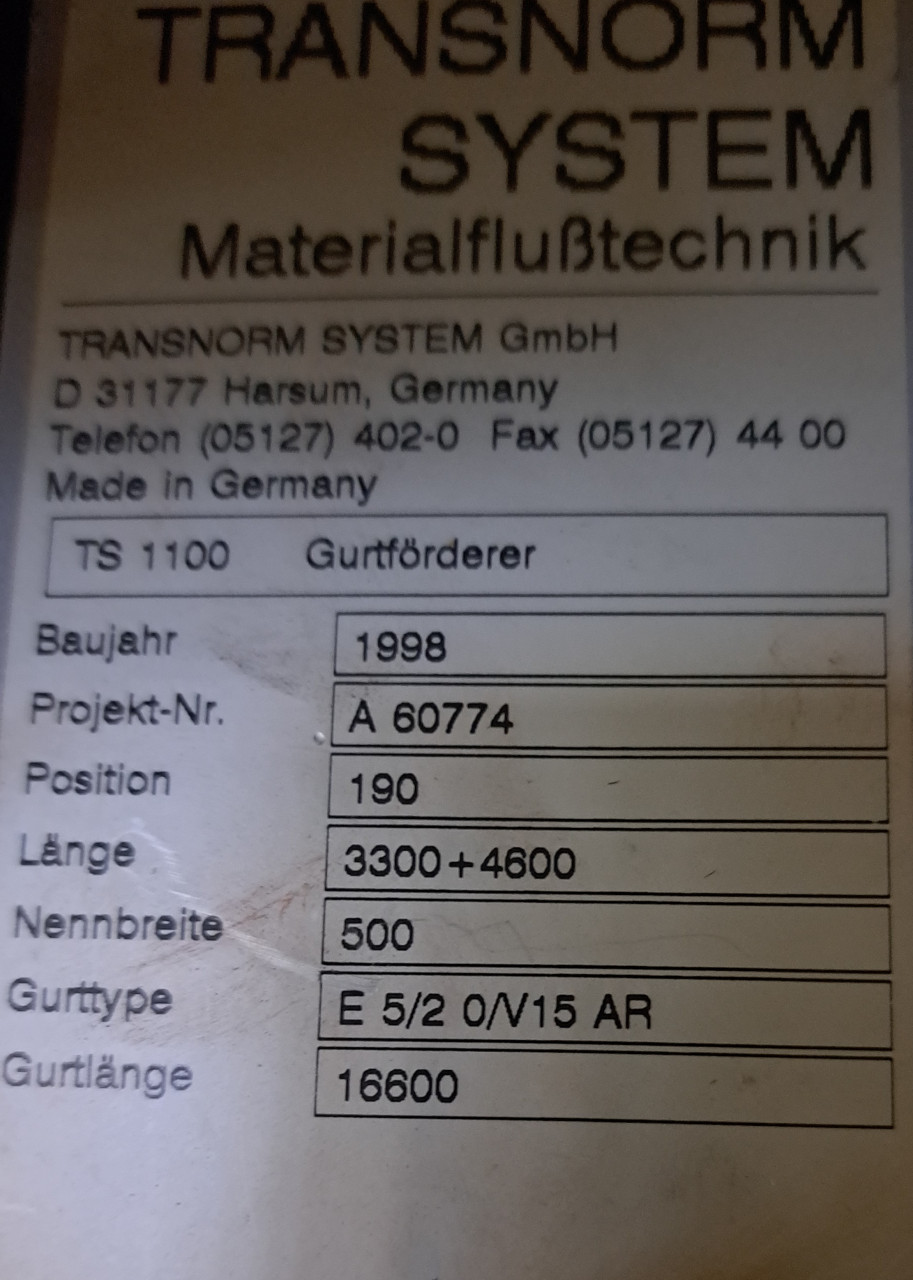 TRANSNORM
SYSTEM
Materialflußtechnik
TRANSNORM SYSTEM GmbH
D 31177 Harsum, Germany
Telefon (05127) 402-0 Fax (05127) 44 00
Made in Germany
TS 1100 Gurtförderer
Baujahr 1998
Projekt-Nr. A 60774
Position 190
Länge 3300+4600
Nennbreite 500
Gurttype E 5/2 0/V15 AR
Gurtlänge 16600